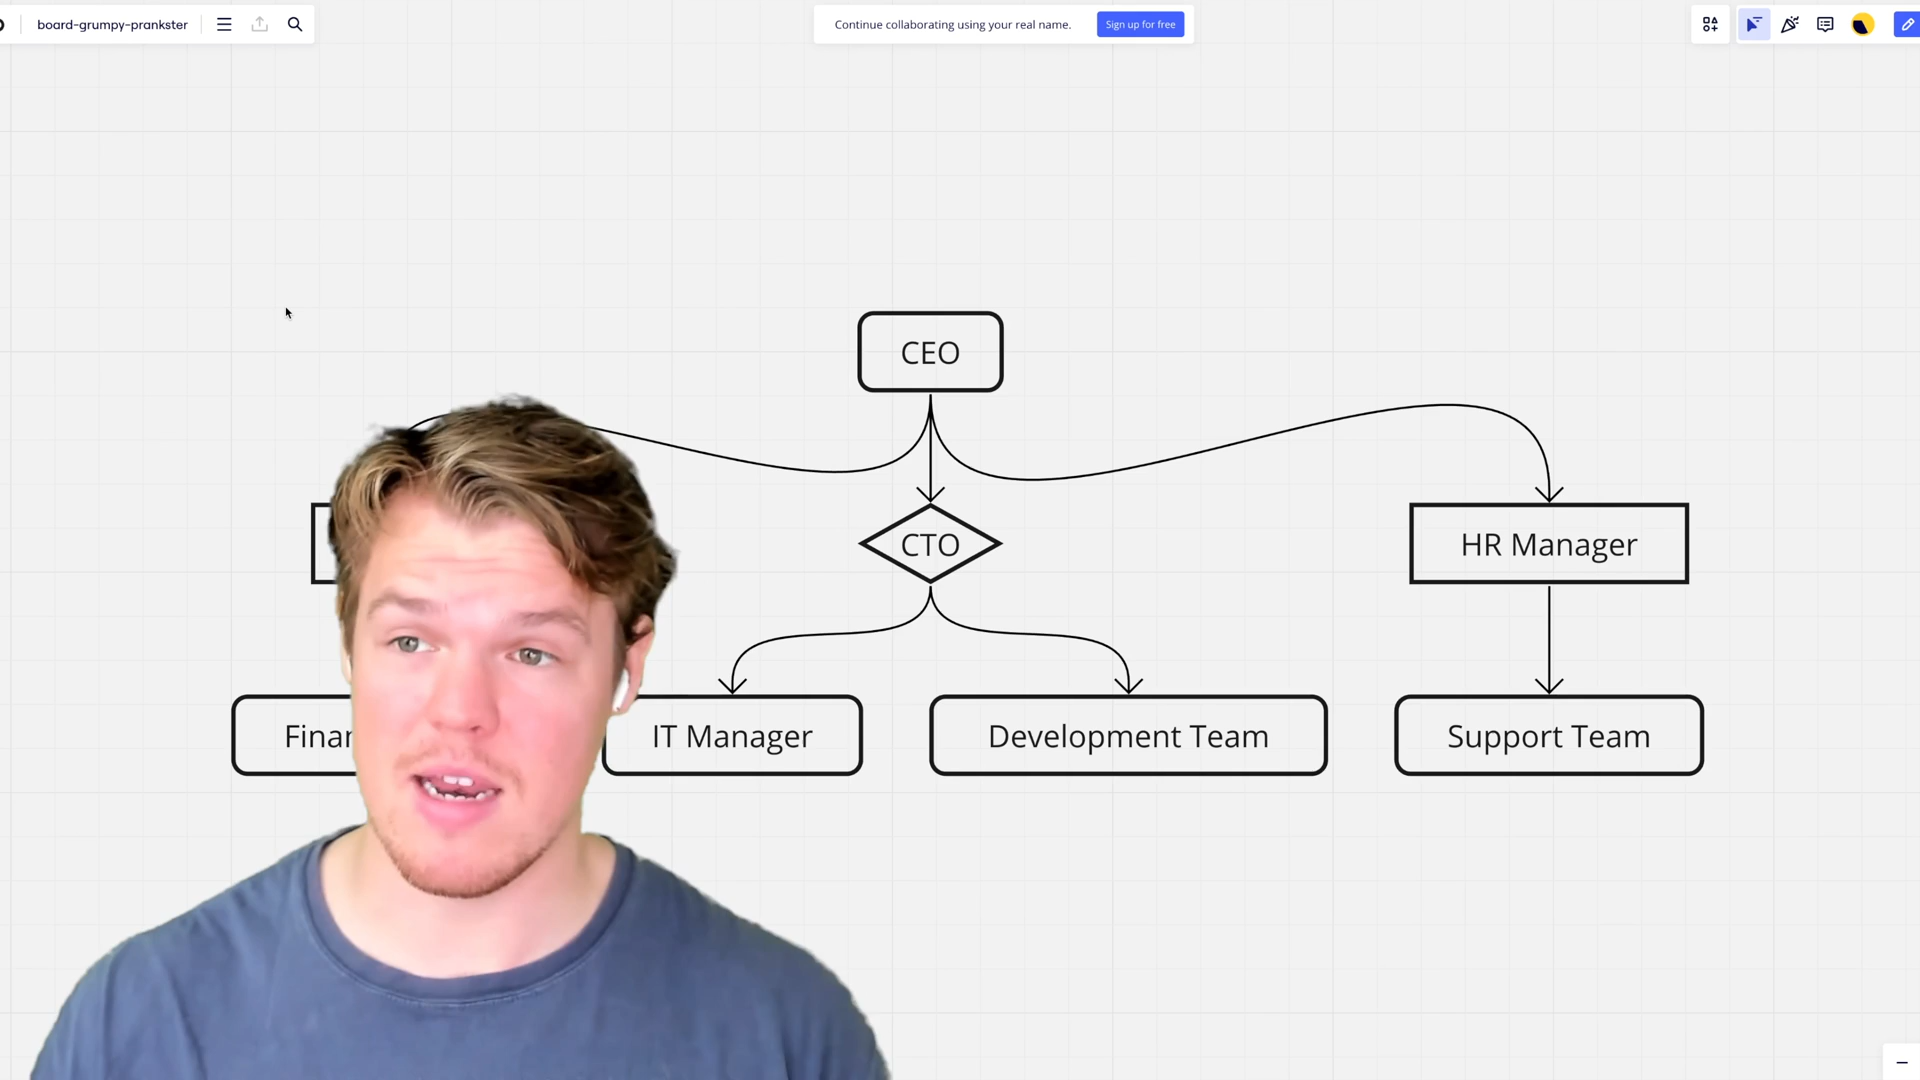 board-grumpy-prankster
Continue collaborating using your real name.
Sign up for free
CEO
CTO
HR Manager
IT Manager
Development Team
Support Team